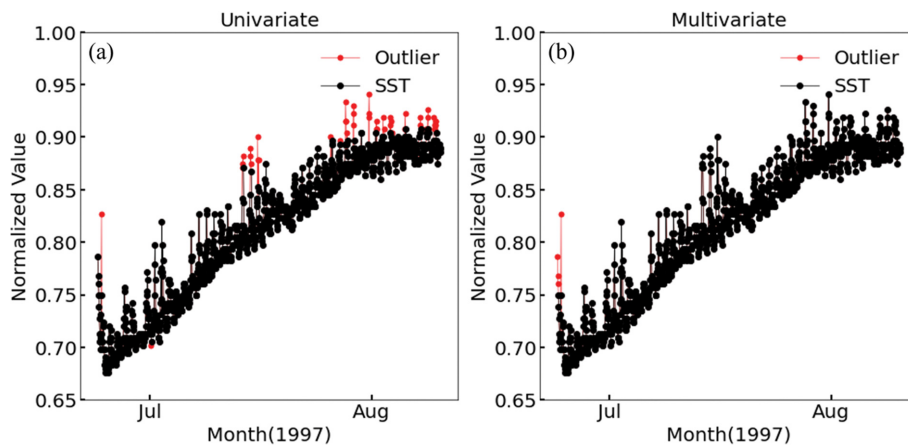 Univariate
(a)
Outlier
SST
1.00
0.95
0.90
0.85
0.80
0.75
0.70
0.65
Normalized Value
Jul
Aug
Month(1997)
Multivariate
(b)
Outlier
SST
1.00
0.95
0.90
0.85
0.80
0.75
0.70
0.65
Normalized Value
Jul
Aug
Month(1997)